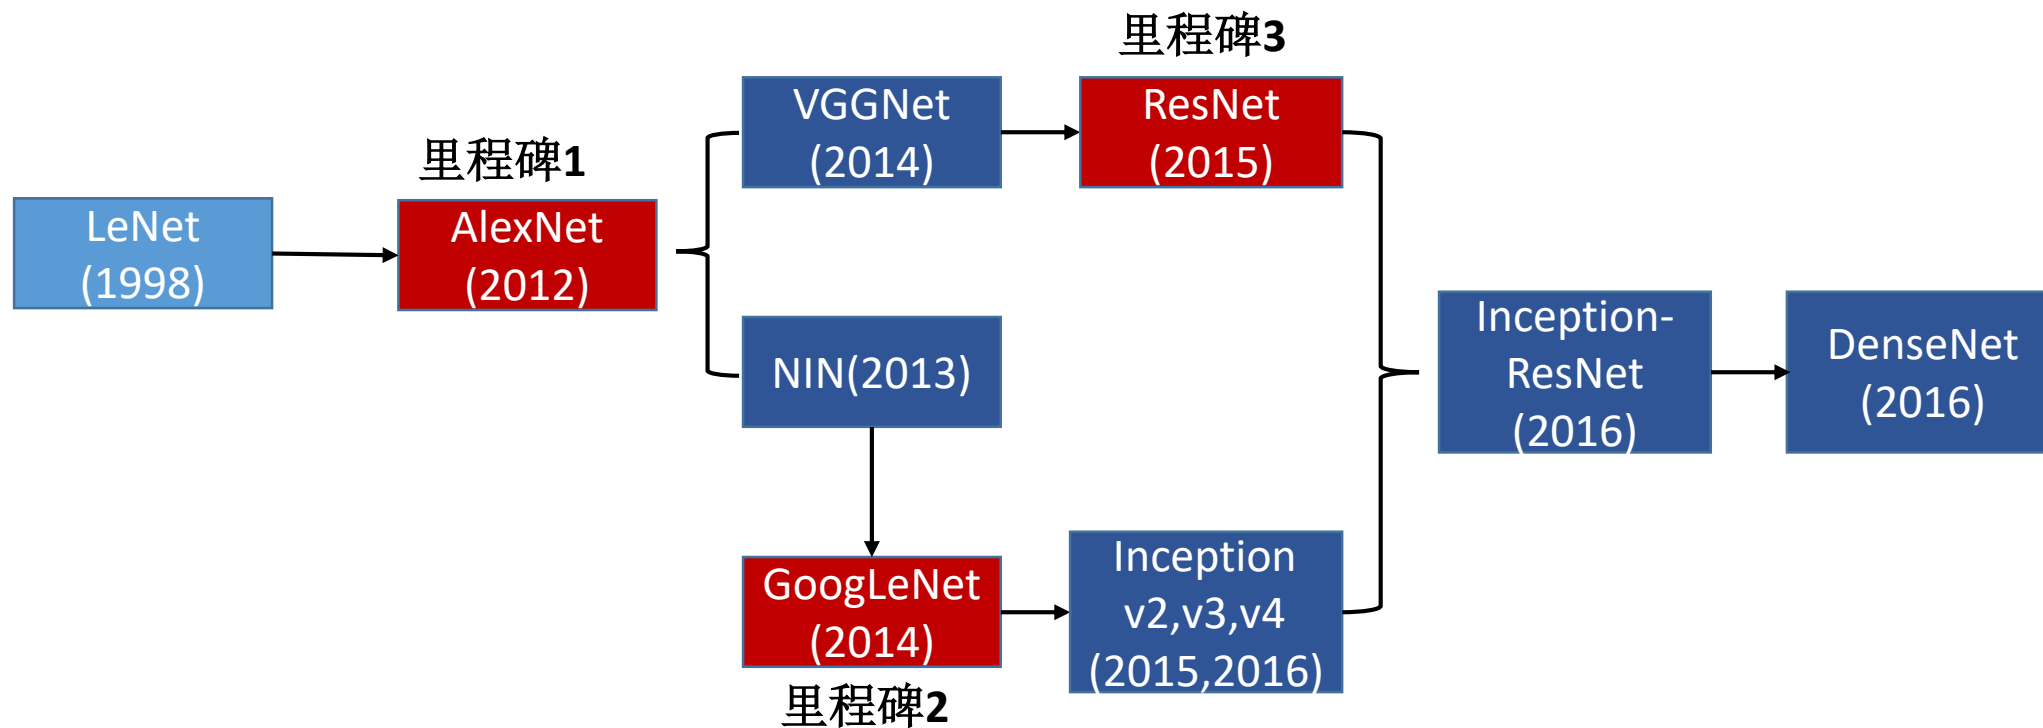 里程碑3
VGGNet
(2014)
ResNet
(2015)
里程碑1
LeNet
(1998)
AlexNet
(2012)
NIN(2013)
Inception-
ResNet
(2016)
DenseNet
(2016)
GoogLeNet
(2014)
Inception
v2,v3,v4
(2015,2016)
里程碑2